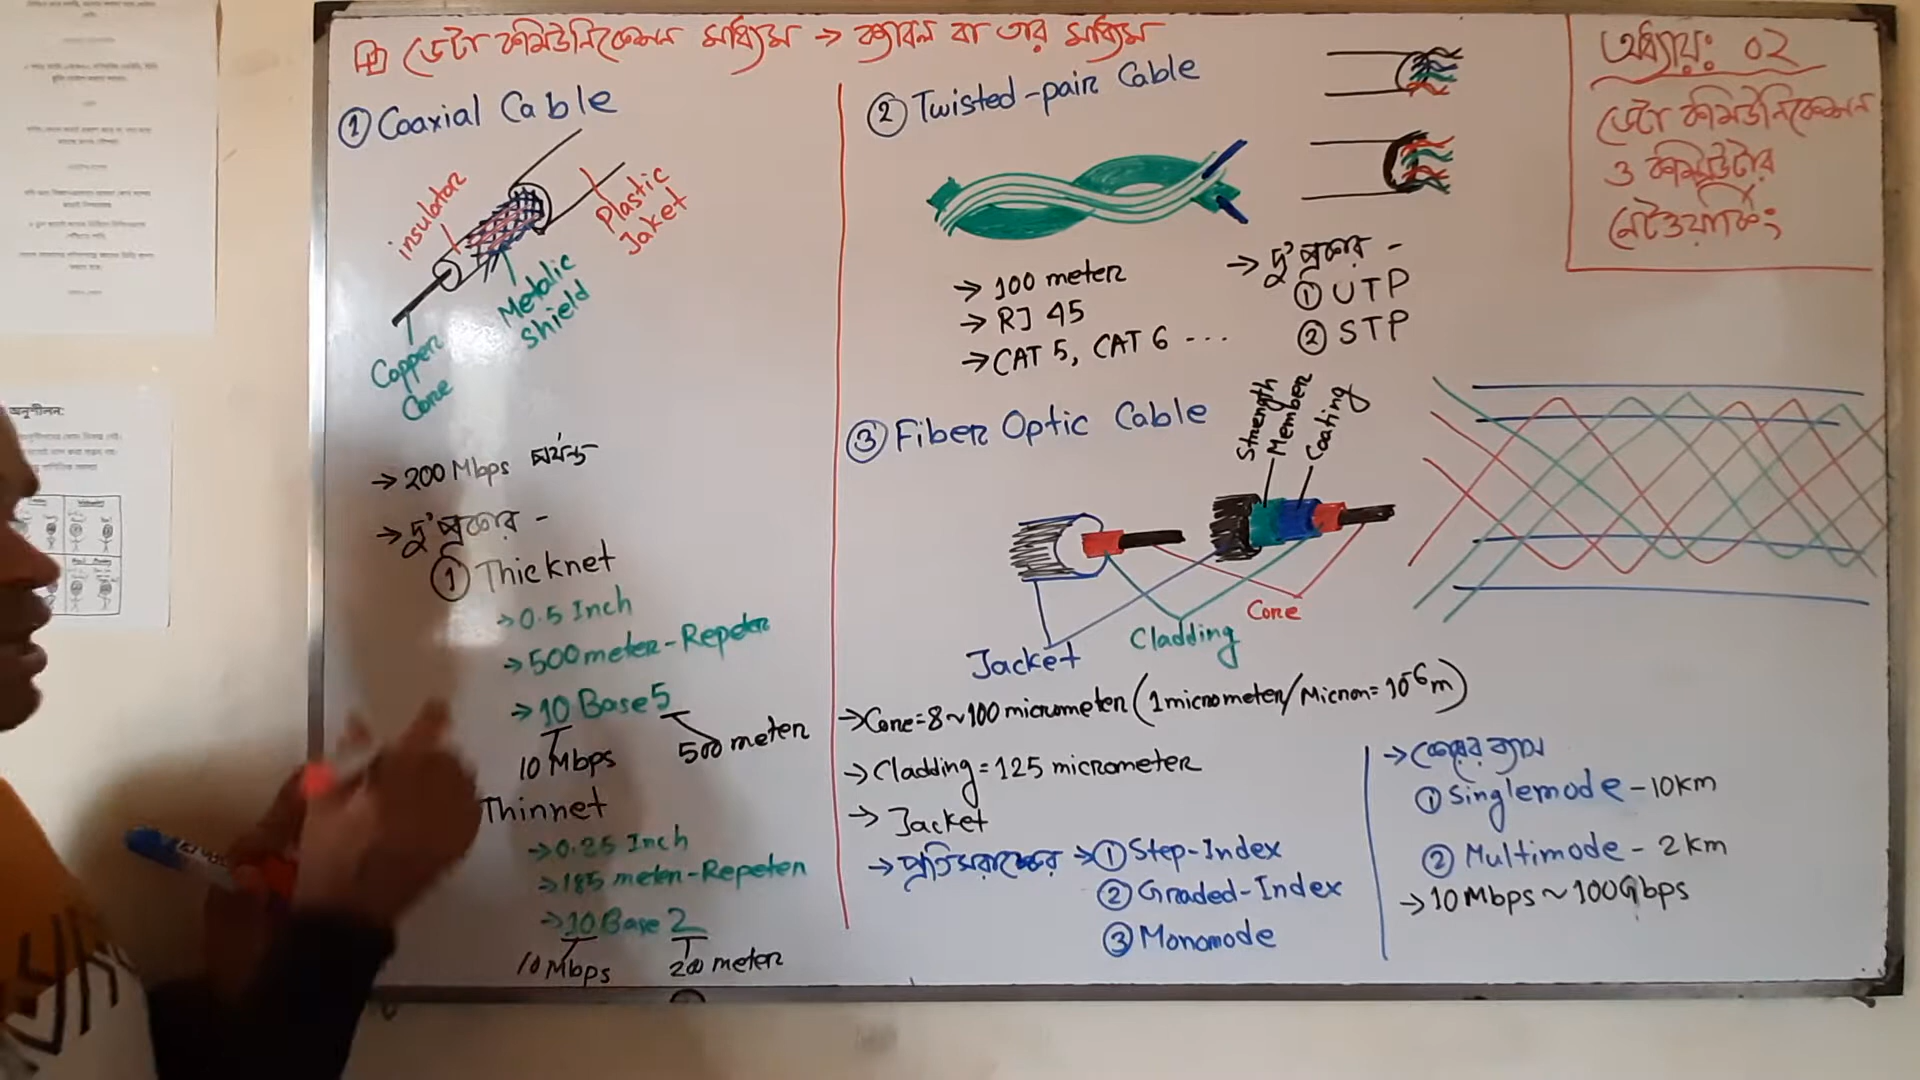 ডেটা কমিউনিকেশন মাধ্যম → ক্যাবল বা তার মাধ্যম
① Coaxial Cable
insulator
Plastic
Jaket
Metalic
Shield
Copper
Core
→ 200 Mbps পর্যন্ত
→ দু'প্রকার -
① Thicknet
→ 0.5 Inch
→ 500 meter-Repeter
→ 10 Base 5
10 Mbps
500 meter
Thinnet
→ 0.25 Inch
→ 185 meter-Repeter
→ 10 Base 2
10 Mbps
200 meter
② Twisted-pair Cable
→ 100 meter
→ RJ 45
→ CAT 5, CAT 6 ...
→ দু'প্রকার -
① UTP
② STP
③ Fiber Optic Cable
Strength
Member
Coating
Core
Cladding
Jacket
→ Core = 8 ~ 100 micrometer (1 micrometer/Micron = 10⁻⁶ m)
→ Cladding = 125 micrometer
→ Jacket
→ প্রতিসরাঙ্কের → ① Step-Index
② Graded-Index
③ Monomode
→ কোরের ব্যাস
① Singlemode - 10 km
② Multimode - 2 km
→ 10 Mbps ~ 100 Gbps
অধ্যায়: ০২
ডেটা কমিউনিকেশন
ও কম্পিউটার
নেটওয়ার্কিং
অনুশীলন: